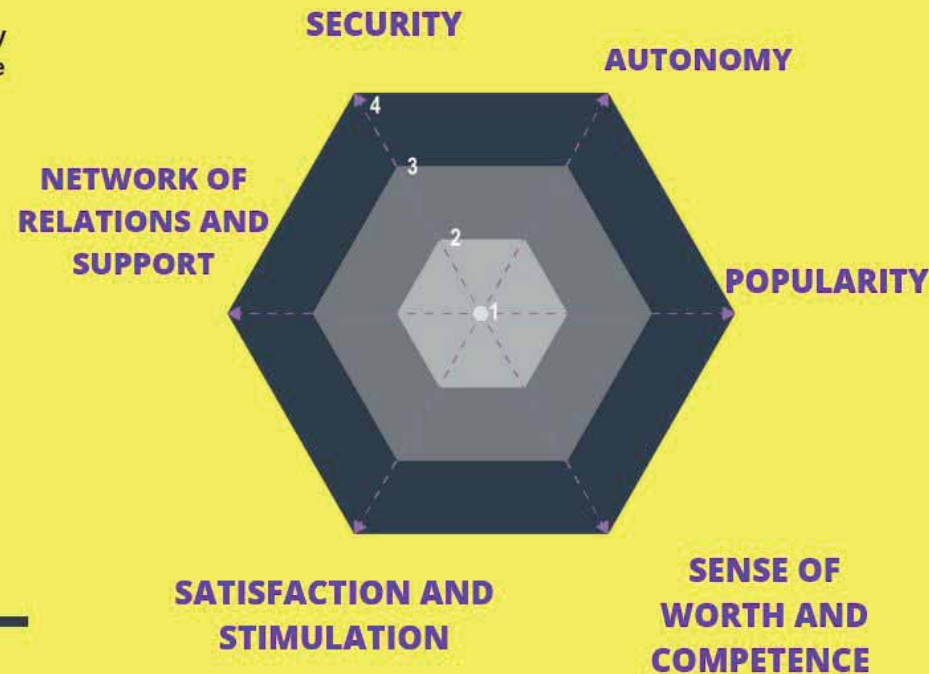 SECURITY
AUTONOMY
4
3
NETWORK OF
RELATIONS AND
SUPPORT
2
POPULARITY
1
SENSE OF
WORTH AND
COMPETENCE
SATISFACTION AND
STIMULATION